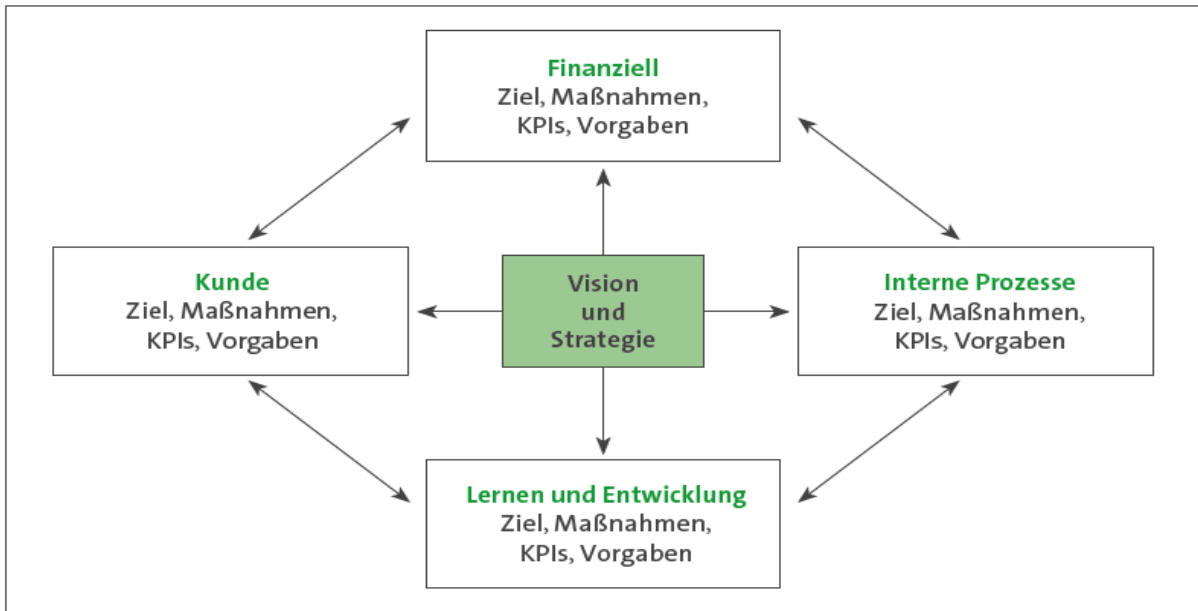 Finanziell
Ziel, Maßnahmen,
KPIs, Vorgaben
Kunde
Ziel, Maßnahmen,
KPIs, Vorgaben
Vision
und
Strategie
Interne Prozesse
Ziel, Maßnahmen,
KPIs, Vorgaben
Lernen und Entwicklung
Ziel, Maßnahmen,
KPIs, Vorgaben